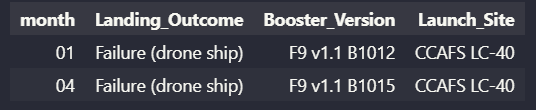 month Landing_Outcome Booster_Version Launch_Site
01 Failure (drone ship) F9 v1.1 B1012 CCAFS LC-40
04 Failure (drone ship) F9 v1.1 B1015 CCAFS LC-40